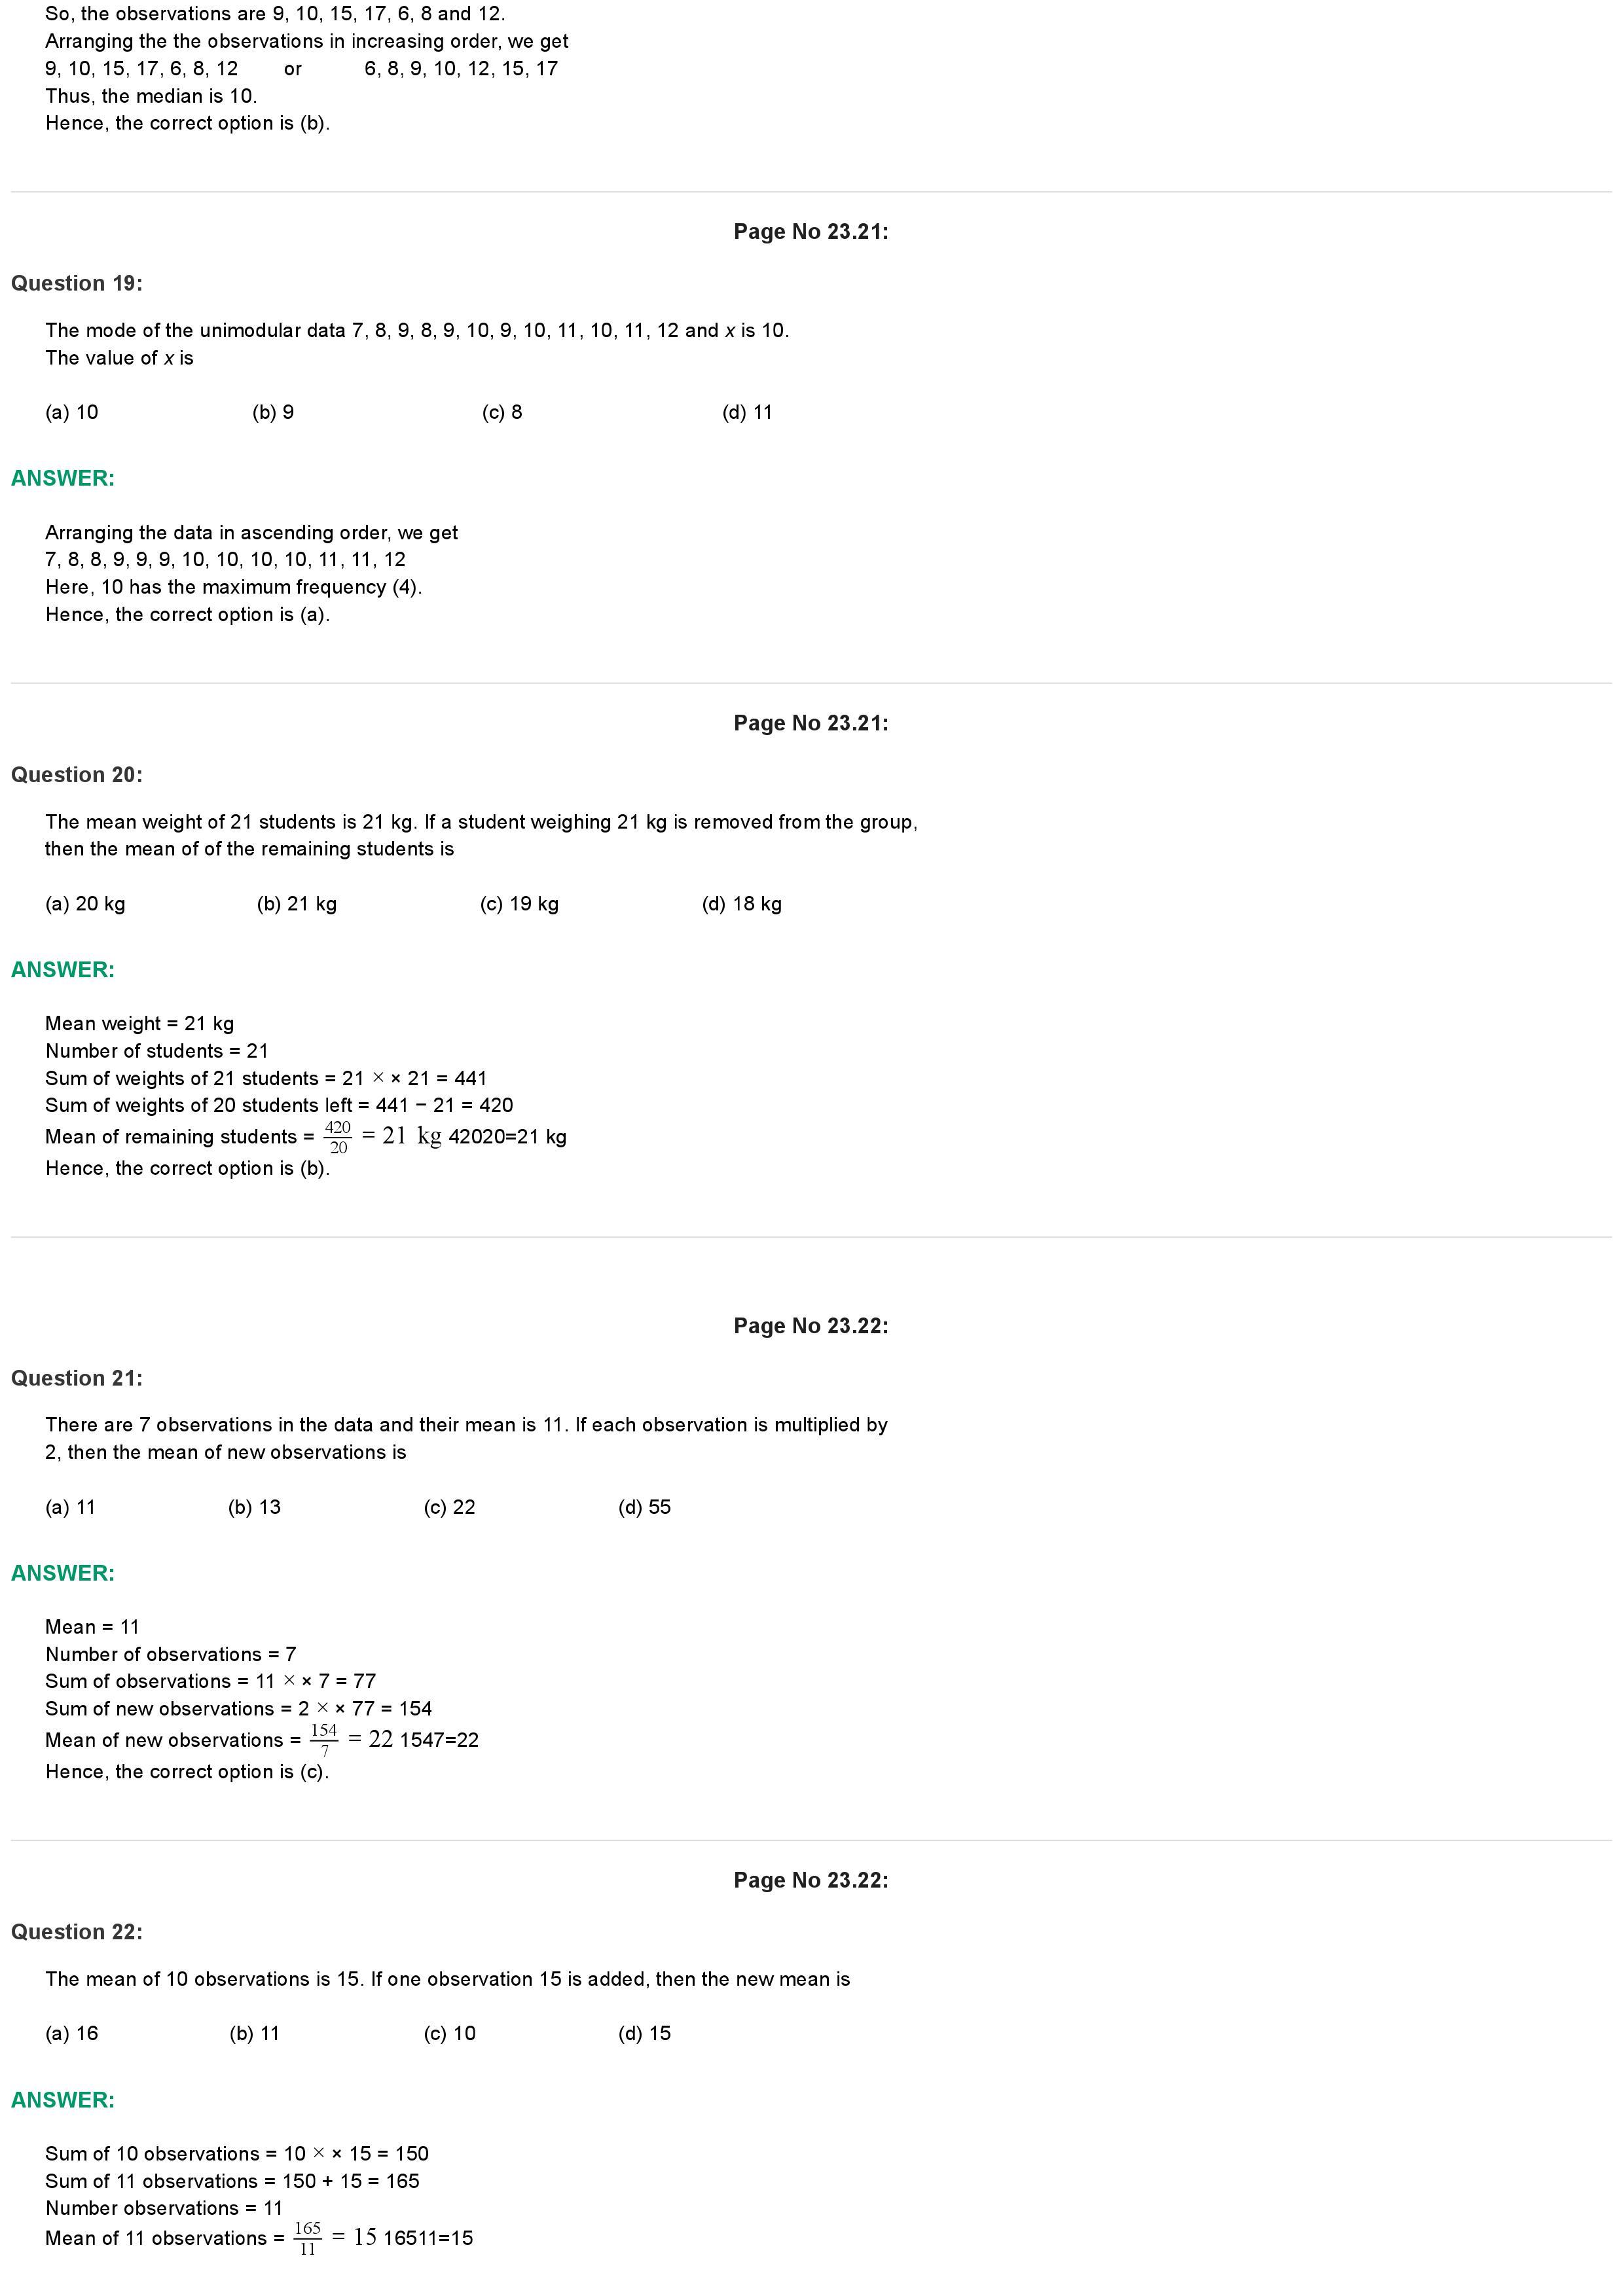 So, the observations are 9, 10, 15, 17, 6, 8 and 12.
Arranging the the observations in increasing order, we get
9, 10, 15, 17, 6, 8, 12 or 6, 8, 9, 10, 12, 15, 17
Thus, the median is 10.
Hence, the correct option is (b).
Page No 23.21:
Question 19:
The mode of the unimodular data 7, 8, 9, 8, 9, 10, 9, 10, 11, 10, 11, 12 and x is 10.
The value of x is
(a) 10 (b) 9 (c) 8 (d) 11
ANSWER:
Arranging the data in ascending order, we get
7, 8, 8, 9, 9, 9, 10, 10, 10, 10, 11, 11, 12
Here, 10 has the maximum frequency (4).
Hence, the correct option is (a).
Page No 23.21:
Question 20:
The mean weight of 21 students is 21 kg. If a student weighing 21 kg is removed from the group,
then the mean of of the remaining students is
(a) 20 kg (b) 21 kg (c) 19 kg (d) 18 kg
ANSWER:
Mean weight = 21 kg
Number of students = 21
Sum of weights of 21 students = 21 × × 21 = 441
Sum of weights of 20 students left = 441 − 21 = 420
Mean of remaining students = 420/20 = 21 kg 42020=21 kg
Hence, the correct option is (b).
Page No 23.22:
Question 21:
There are 7 observations in the data and their mean is 11. If each observation is multiplied by
2, then the mean of new observations is
(a) 11 (b) 13 (c) 22 (d) 55
ANSWER:
Mean = 11
Number of observations = 7
Sum of observations = 11 × × 7 = 77
Sum of new observations = 2 × × 77 = 154
Mean of new observations = 154/7 = 22 1547=22
Hence, the correct option is (c).
Page No 23.22:
Question 22:
The mean of 10 observations is 15. If one observation 15 is added, then the new mean is
(a) 16 (b) 11 (c) 10 (d) 15
ANSWER:
Sum of 10 observations = 10 × × 15 = 150
Sum of 11 observations = 150 + 15 = 165
Number observations = 11
Mean of 11 observations = 165/11 = 15 16511=15